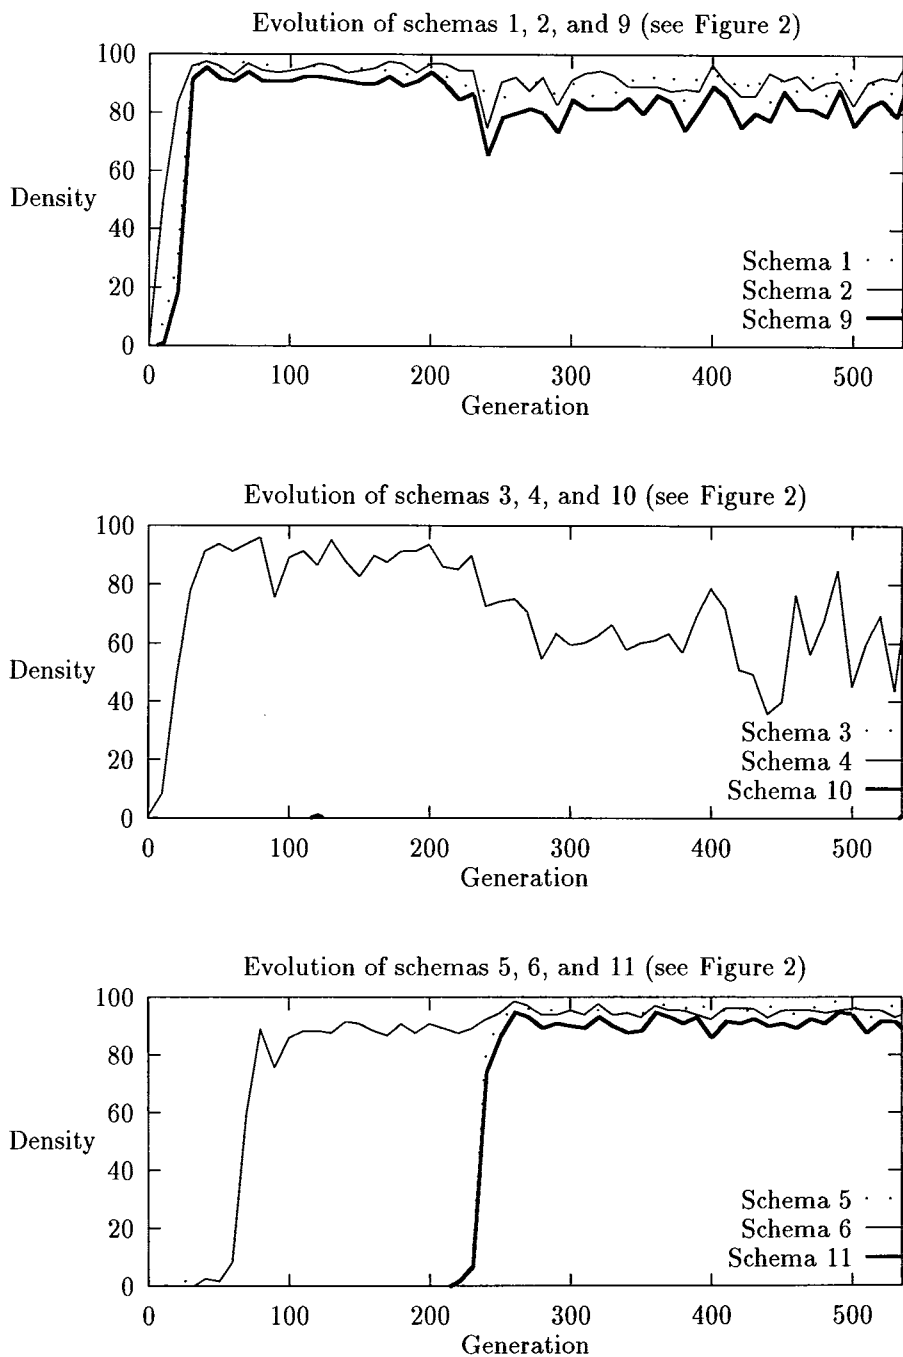 Evolution of schemas 1, 2, and 9 (see Figure 2)
100
80
60
Density
40
20
0
Schema 1
Schema 2
Schema 9
0 100 200 300 400 500
Generation
Evolution of schemas 3, 4, and 10 (see Figure 2)
100
80
60
Density
40
20
0
Schema 3
Schema 4
Schema 10
0 100 200 300 400 500
Generation
Evolution of schemas 5, 6, and 11 (see Figure 2)
100
80
60
Density
40
20
0
Schema 5
Schema 6
Schema 11
0 100 200 300 400 500
Generation